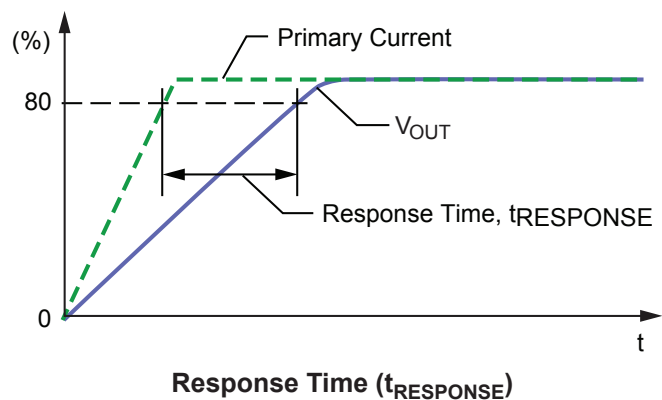 (%)
Primary Current
80
VOUT
Response Time, tRESPONSE
0
t
Response Time (tRESPONSE)